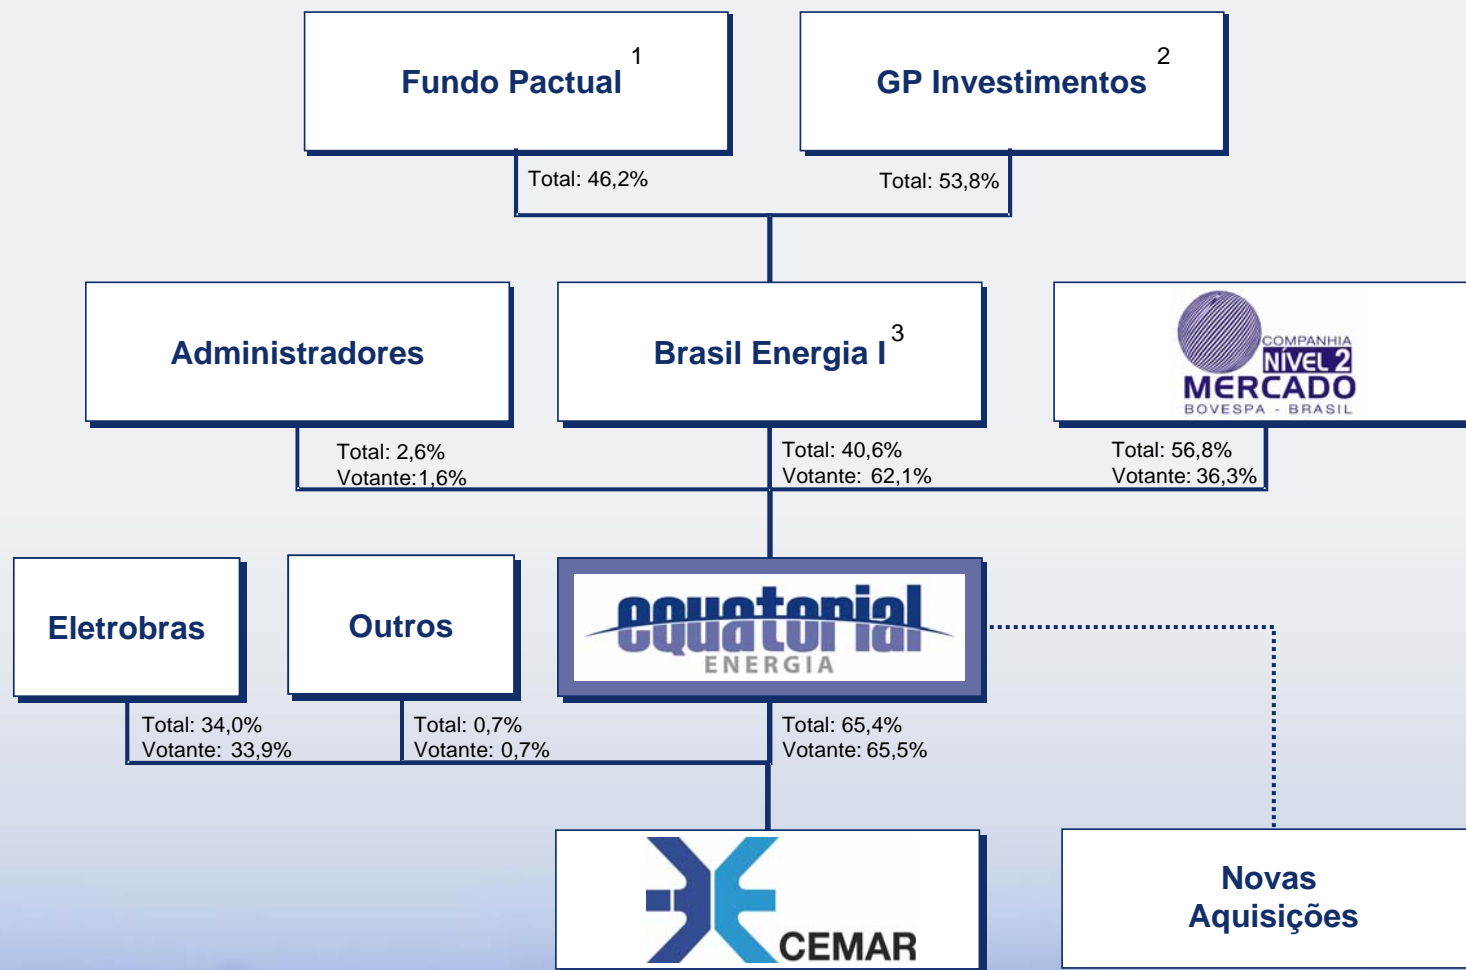 Fundo Pactual 1
GP Investimentos 2
Total: 46,2%
Total: 53,8%
Administradores
Brasil Energia I 3
COMPANHIA
NÍVEL 2
MERCADO
BOVESPA - BRASIL
Total: 2,6%
Votante:1,6%
Total: 40,6%
Votante: 62,1%
Total: 56,8%
Votante: 36,3%
Eletrobras
Outros
equatorial
ENERGIA
Total: 34,0%
Votante: 33,9%
Total: 0,7%
Votante: 0,7%
Total: 65,4%
Votante: 65,5%
CEMAR
Novas
Aquisições